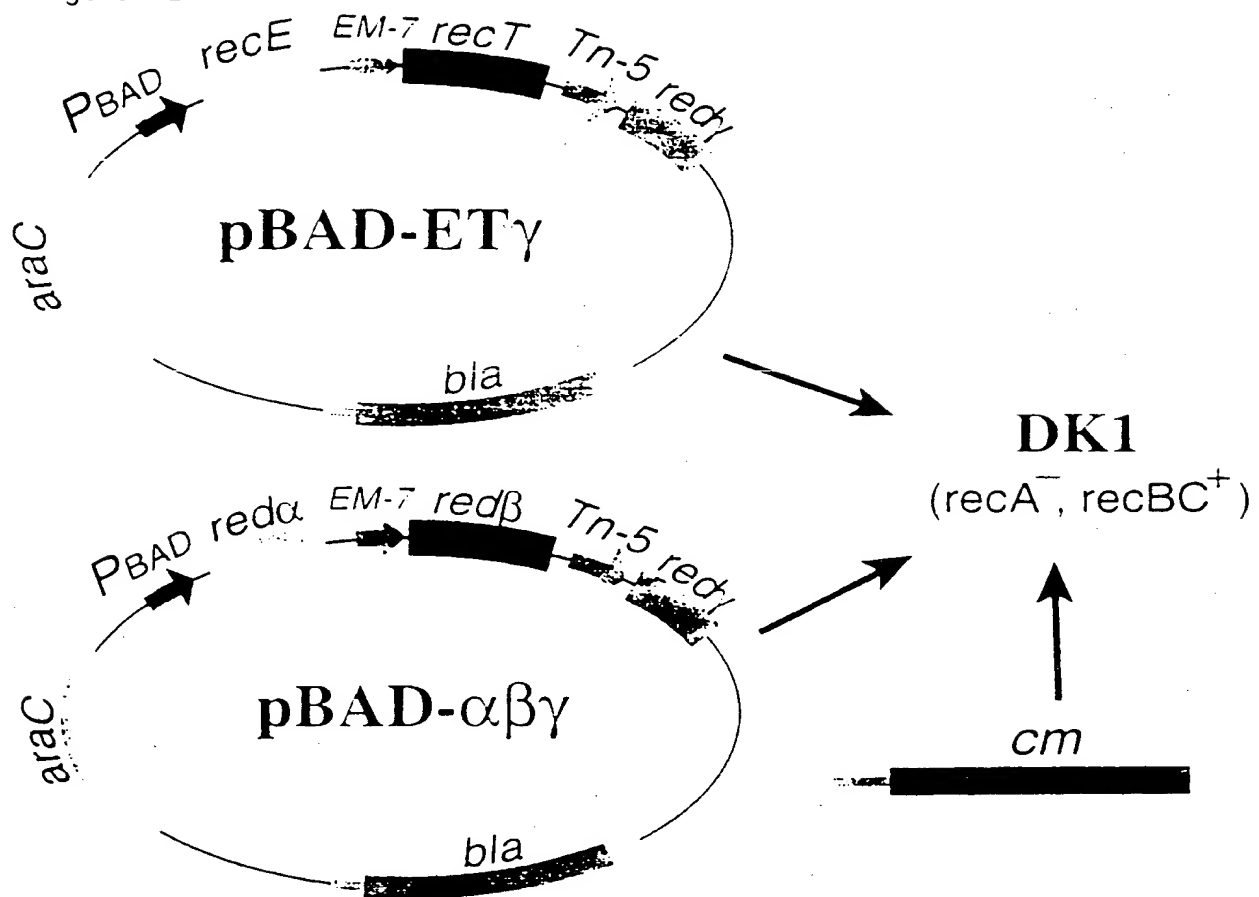 PBAD recE EM-7 recT Tn-5 redγ
araC
pBAD-ETγ
bla
DK1
(recA⁻, recBC⁺)
PBAD redα EM-7 redβ Tn-5 redγ
araC
pBAD-αβγ
cm
bla